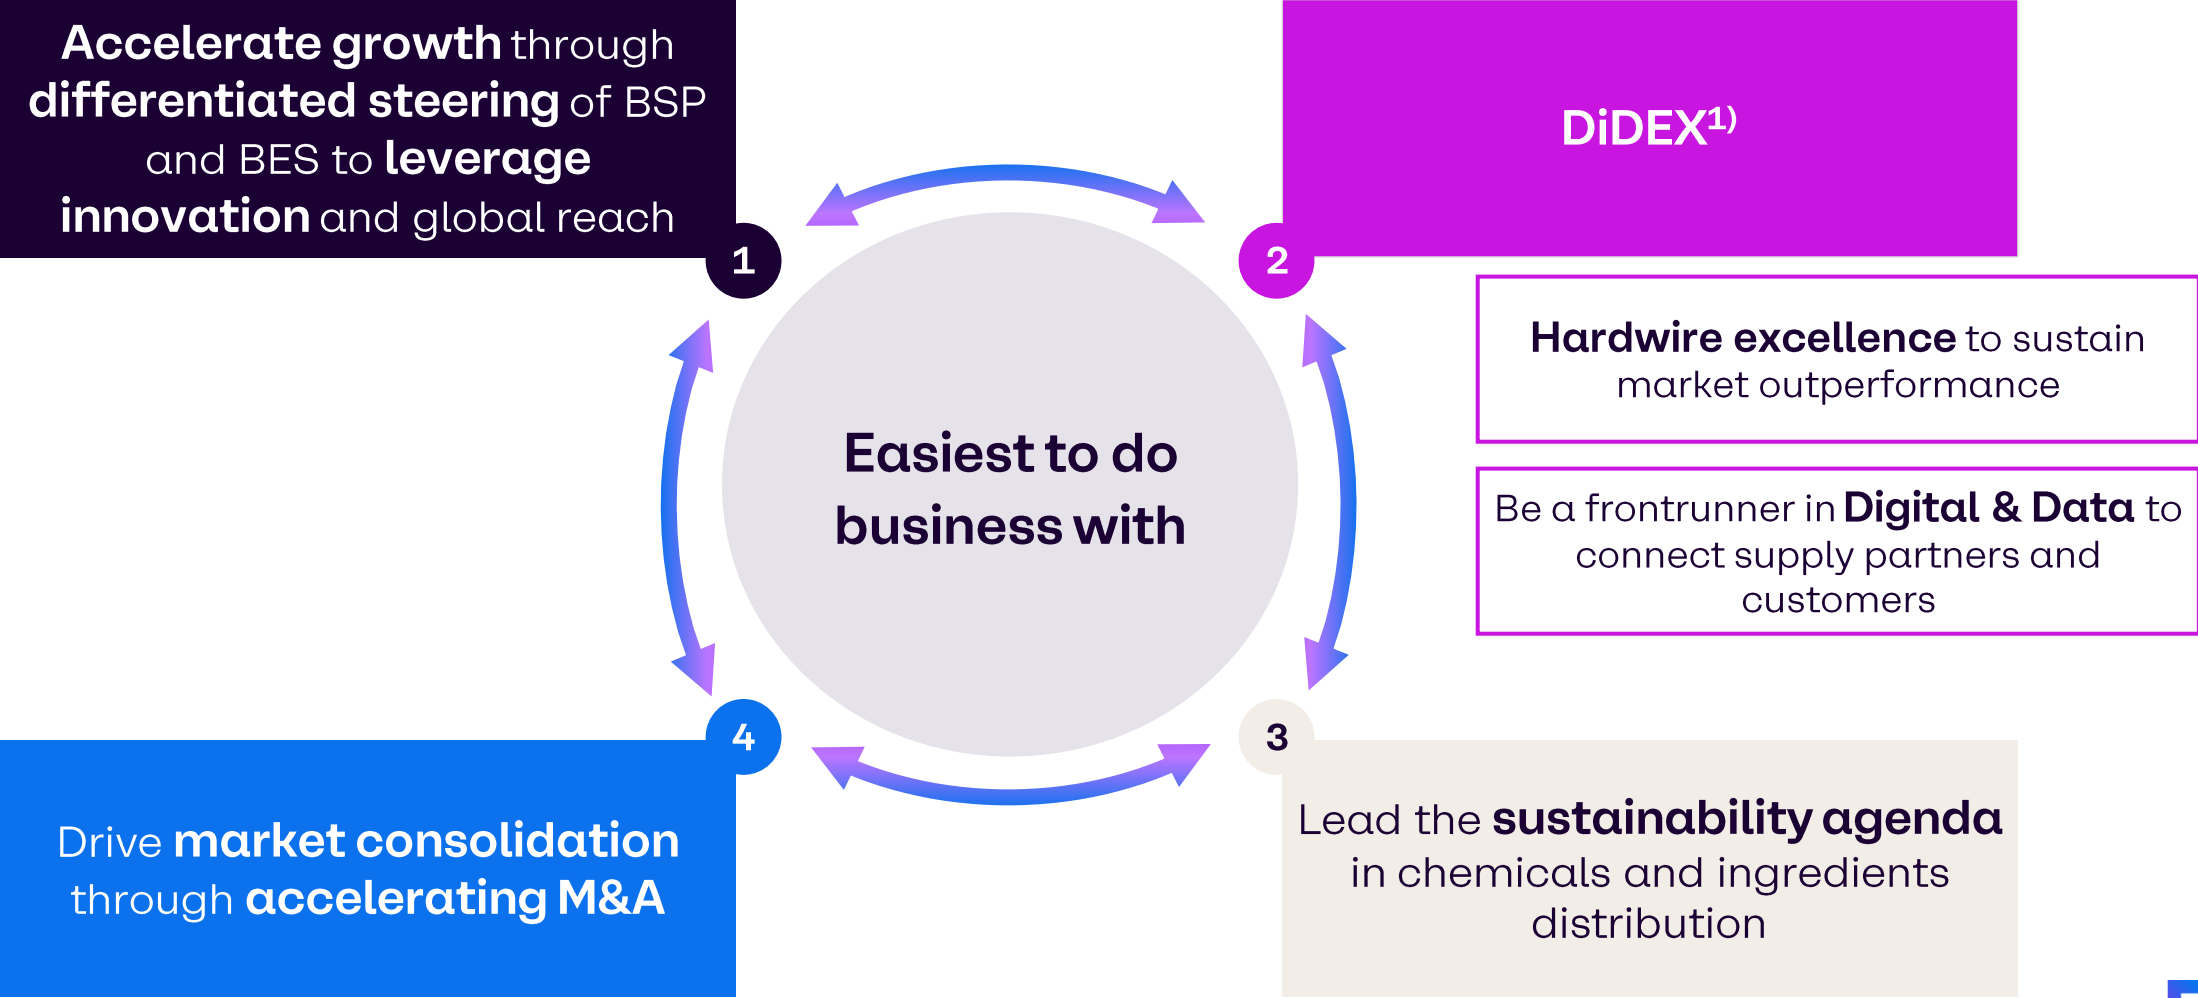 Accelerate growth through
differentiated steering of BSP
and BES to leverage
innovation and global reach
1
DiDEX¹⁾
2
Hardwire excellence to sustain
market outperformance
Be a frontrunner in Digital & Data to
connect supply partners and
customers
Easiest to do
business with
3
Lead the sustainability agenda
in chemicals and ingredients
distribution
4
Drive market consolidation
through accelerating M&A